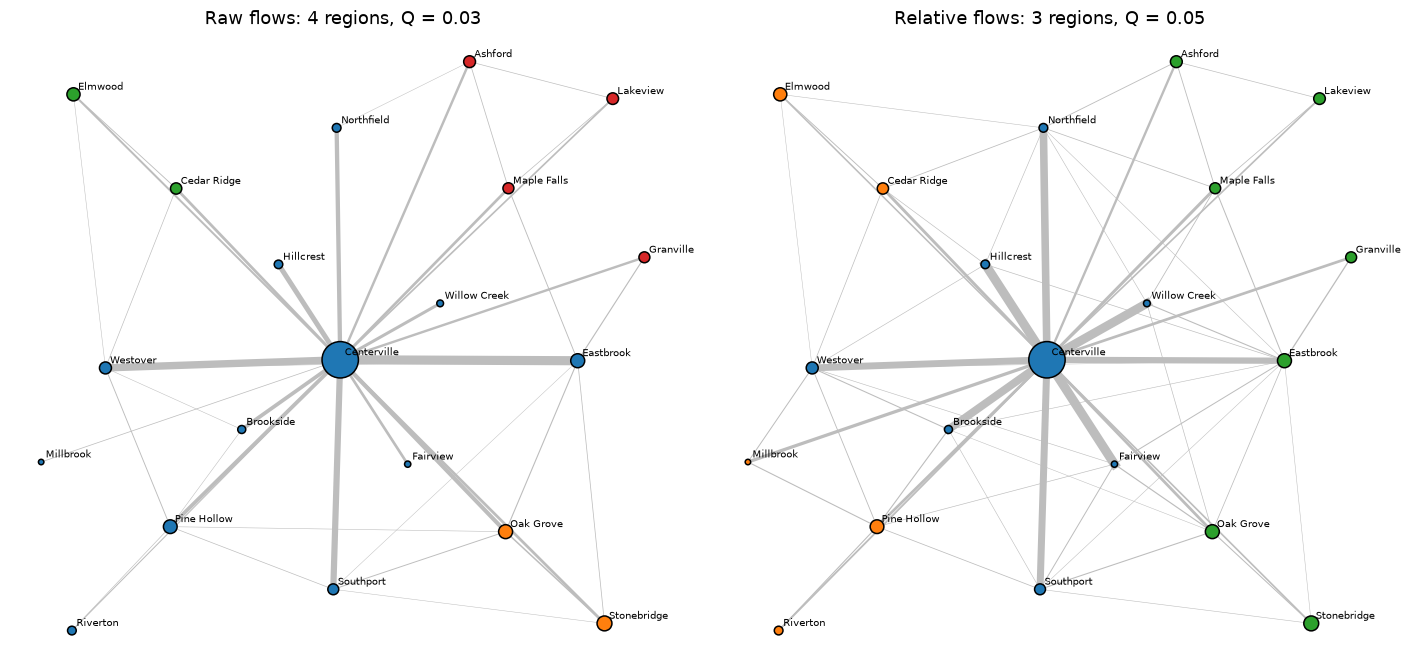 Raw flows: 4 regions, Q = 0.03
Ashford
Elmwood
Lakeview
Northfield
Cedar Ridge
Maple Falls
Granville
Hillcrest
Willow Creek
Centerville
Eastbrook
Westover
Brookside
Millbrook
Fairview
Pine Hollow
Oak Grove
Southport
Stonebridge
Riverton
Relative flows: 3 regions, Q = 0.05
Ashford
Elmwood
Lakeview
Northfield
Cedar Ridge
Maple Falls
Granville
Hillcrest
Willow Creek
Centerville
Eastbrook
Westover
Brookside
Millbrook
Fairview
Pine Hollow
Oak Grove
Southport
Stonebridge
Riverton